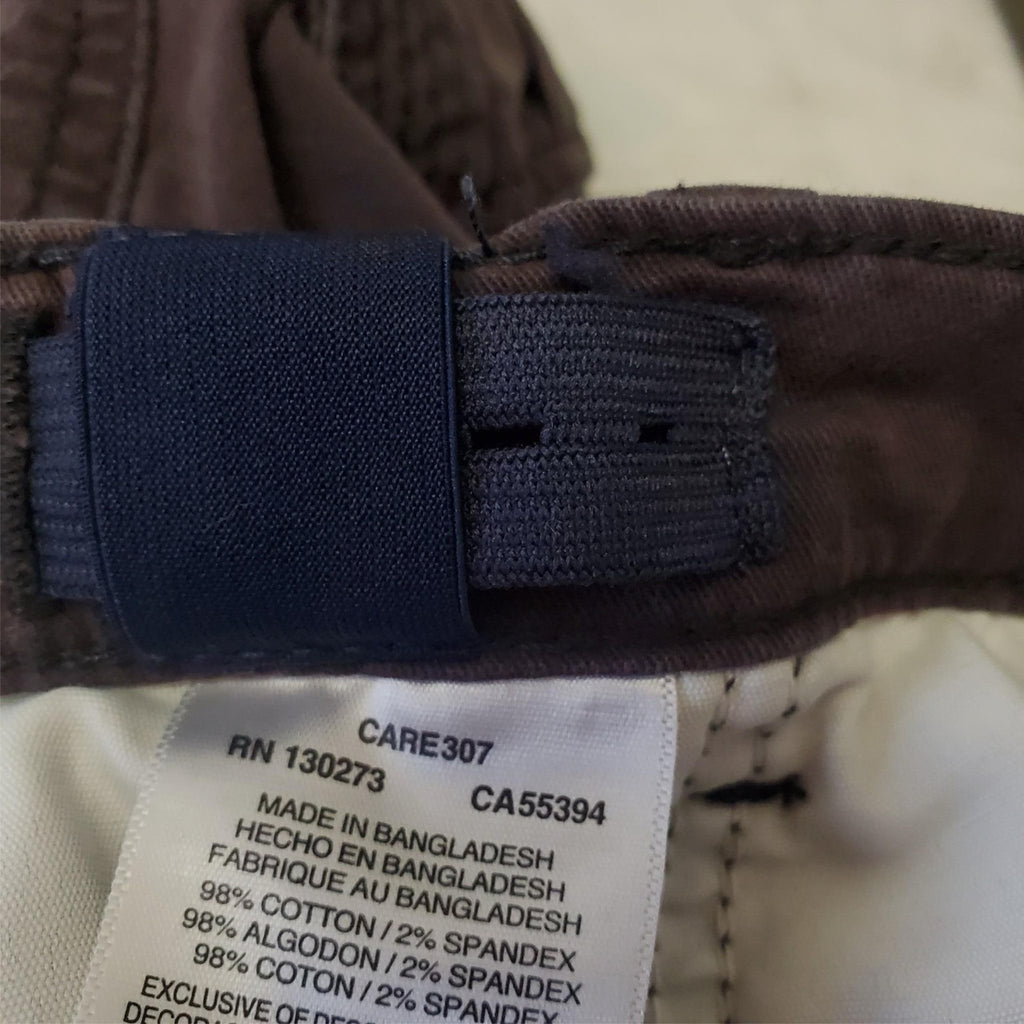 CARE307
RN 130273 CA55394
MADE IN BANGLADESH
HECHO EN BANGLADESH
FABRIQUE AU BANGLADESH
98% COTTON / 2% SPANDEX
98% ALGODON / 2% SPANDEX
98% COTON / 2% SPANDEX
EXCLUSIVE OF